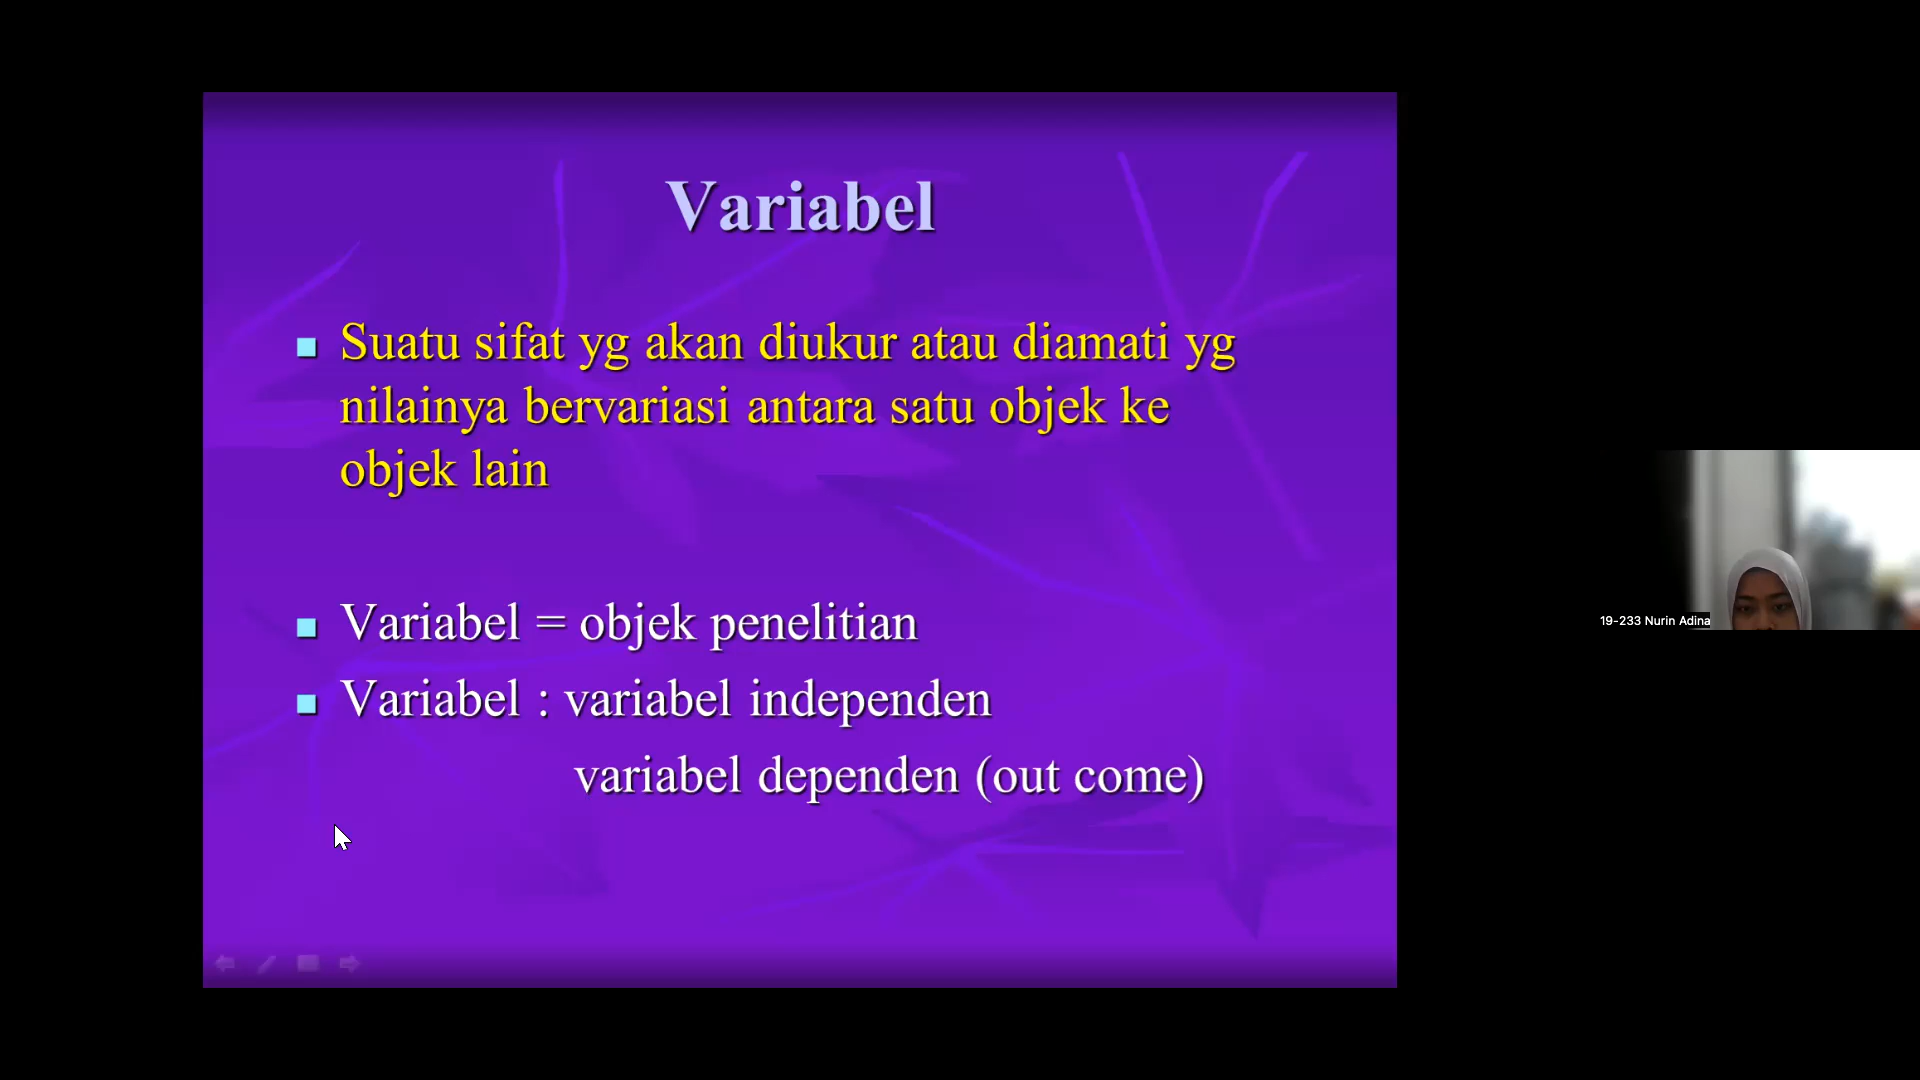 Variabel
Suatu sifat yg akan diukur atau diamati yg
nilainya bervariasi antara satu objek ke
objek lain
Variabel = objek penelitian
Variabel : variabel independen
variabel dependen (out come)
19-233 Nurin Adina